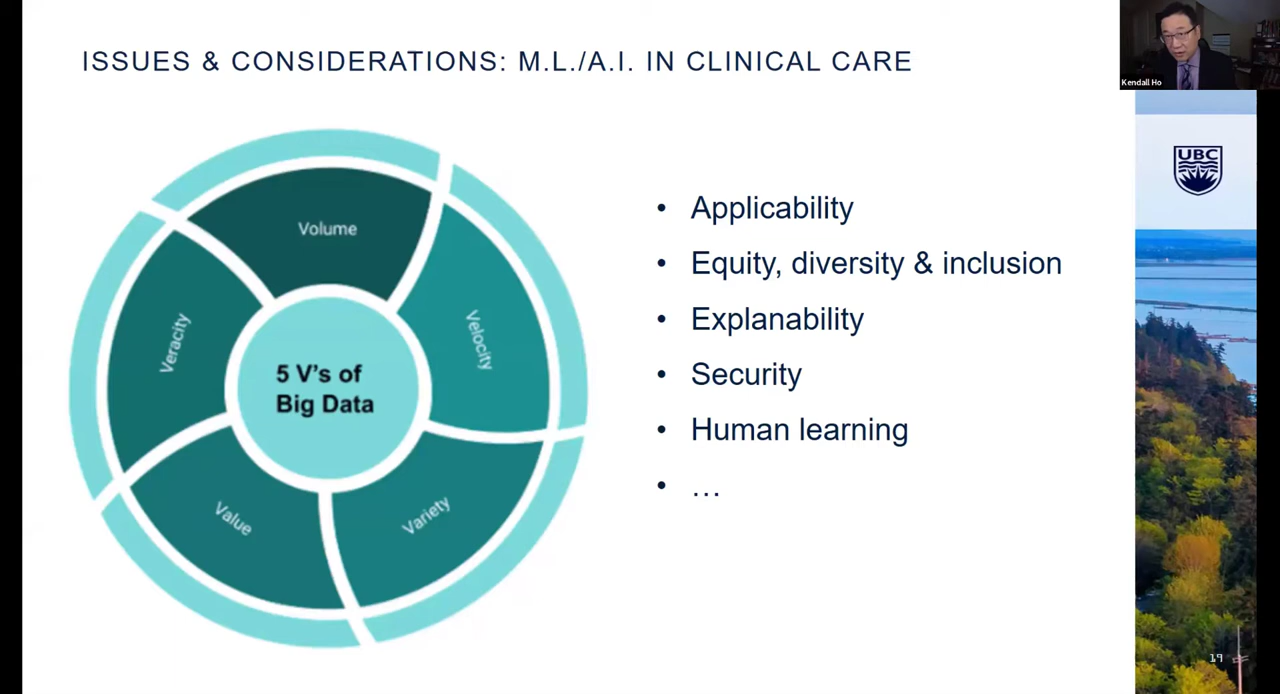 ISSUES & CONSIDERATIONS: M.L./A.I. IN CLINICAL CARE
Kendall Ho
UBC
Volume
Velocity
Variety
Value
Veracity
5 V's of
Big Data
• Applicability
• Equity, diversity & inclusion
• Explanability
• Security
• Human learning
• …
19